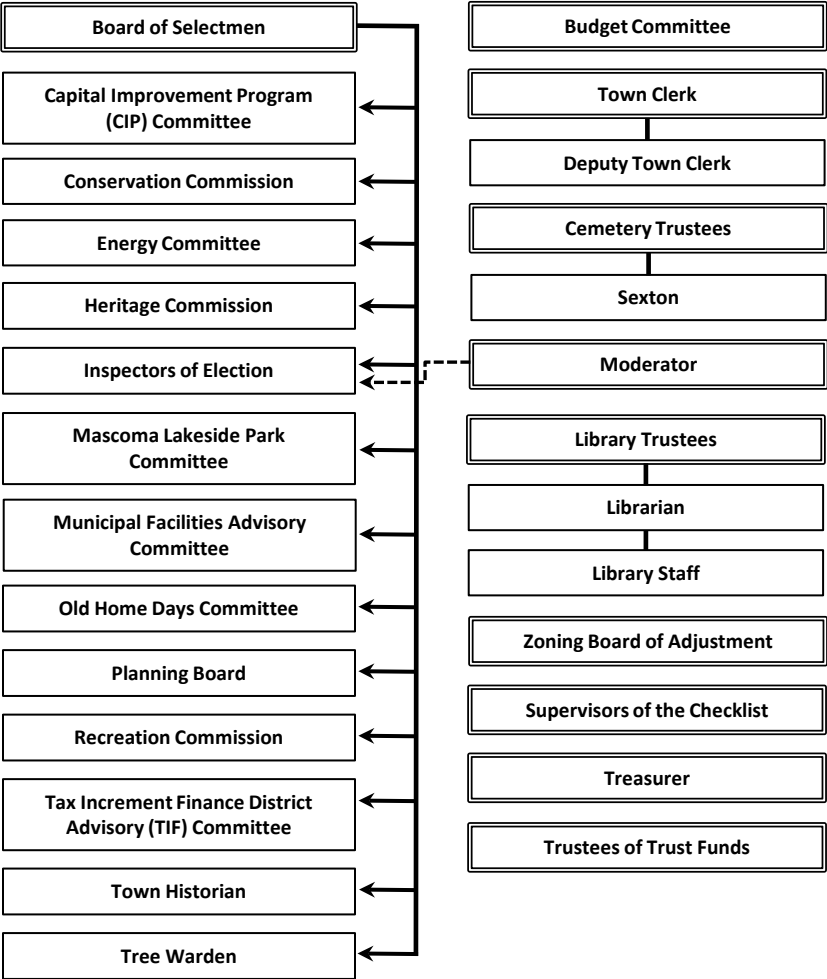 Board of Selectmen
Capital Improvement Program
(CIP) Committee
Conservation Commission
Energy Committee
Heritage Commission
Inspectors of Election
Mascoma Lakeside Park
Committee
Municipal Facilities Advisory
Committee
Old Home Days Committee
Planning Board
Recreation Commission
Tax Increment Finance District
Advisory (TIF) Committee
Town Historian
Tree Warden
Budget Committee
Town Clerk
Deputy Town Clerk
Cemetery Trustees
Sexton
Moderator
Library Trustees
Librarian
Library Staff
Zoning Board of Adjustment
Supervisors of the Checklist
Treasurer
Trustees of Trust Funds